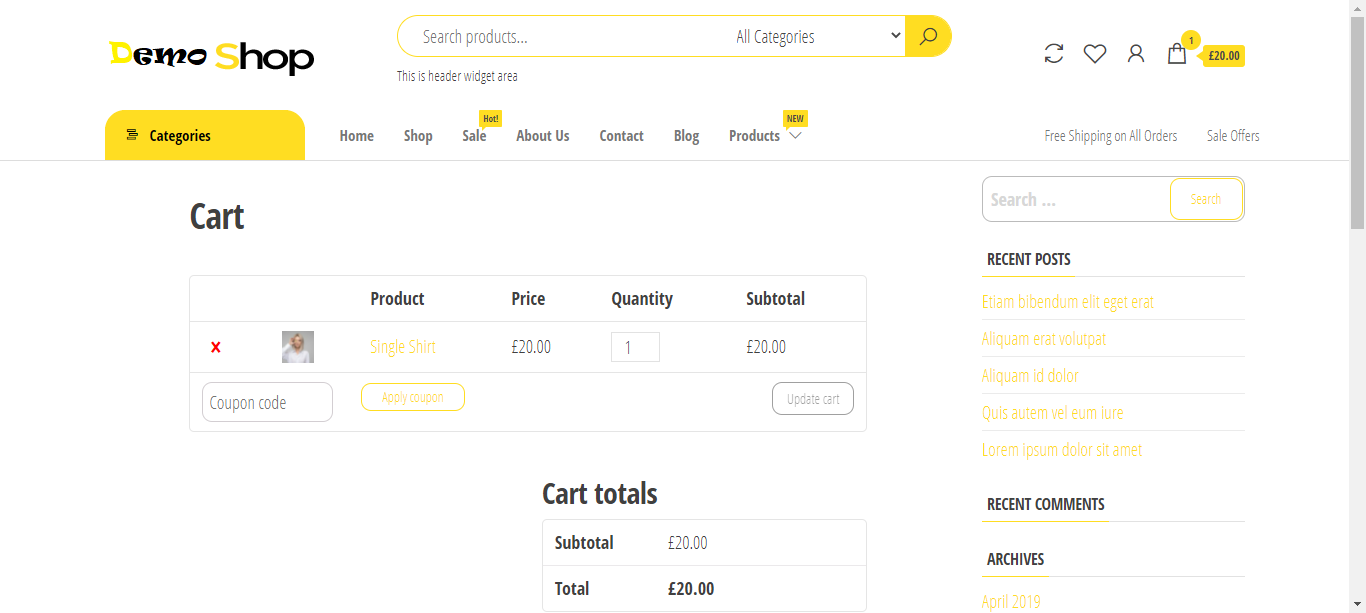 Demo Shop
Search products...
All Categories
This is header widget area
1
£20.00
Categories
Home
Shop
Sale
Hot!
About Us
Contact
Blog
Products
NEW
Free Shipping on All Orders
Sale Offers
Cart
Product Price Quantity Subtotal
x Single Shirt £20.00 1 £20.00
Coupon code
Apply coupon
Update cart
Cart totals
Subtotal £20.00
Total £20.00
Search ...
Search
RECENT POSTS
Etiam bibendum elit eget erat
Aliquam erat volutpat
Aliquam id dolor
Quis autem vel eum iure
Lorem ipsum dolor sit amet
RECENT COMMENTS
ARCHIVES
April 2019